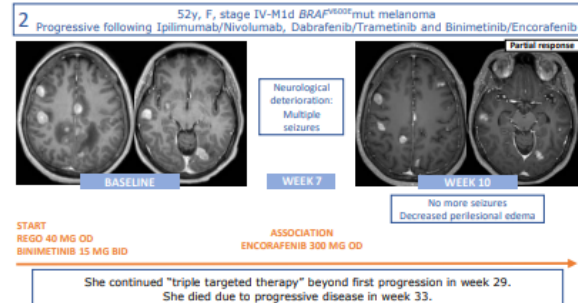 2
52y, F, stage IV-M1d BRAFV600Emut melanoma
Progressive following Ipilimumab/Nivolumab, Dabrafenib/Trametinib and Binimetinib/Encorafenib
Partial response
Neurological
deterioration:
Multiple
seizures
BASELINE
WEEK 7
WEEK 10
No more seizures
Decreased perilesional edema
START
REGO 40 MG OD
BINIMETINIB 15 MG BID
ASSOCIATION
ENCORAFENIB 300 MG OD
She continued "triple targeted therapy" beyond first progression in week 29.
She died due to progressive disease in week 33.